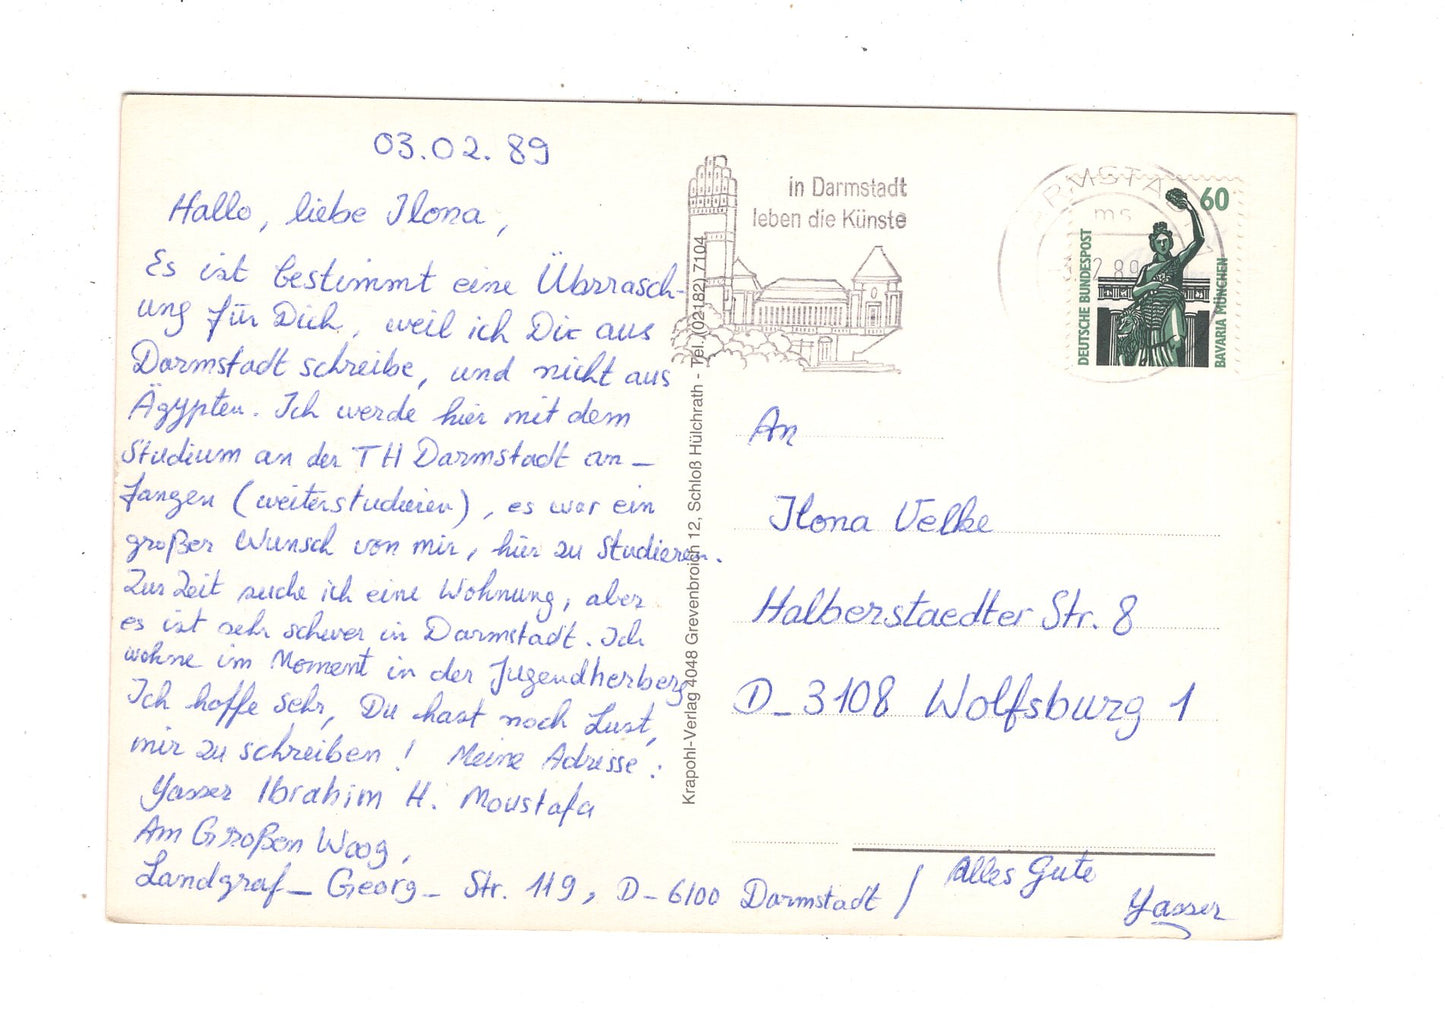 03.02.89
Hallo, liebe Ilona,
Es ist bestimmt eine Überrasch-
ung für Dich, weil ich Dir aus
Darmstadt schreibe, und nicht aus
Ägypten. Ich werde hier mit dem
Studium an der TH Darmstadt an-
fangen (weiterstudieren), es war ein
großer Wunsch von mir, hier zu studieren.
Zur Zeit suche ich eine Wohnung, aber
es ist sehr schwer in Darmstadt. Ich
wohne im Moment in der Jugendherberg
Ich hoffe sehr, Du hast noch Lust,
mir zu schreiben! Meine Adresse:
Yasser Ibrahim H. Moustafa
Am Großen Woog,
Landgraf-Georg-Str. 119, D-6100 Darmstadt /
Alles Gute
Yasser
Krapohl-Verlag 4048 Grevenbroich 12, Schloß Hülchrath - Tel. (02182) 7104
in Darmstadt
leben die Künste
DARMSTADT
ms
2.89
60
DEUTSCHE BUNDESPOST
BAVARIA MÜNCHEN
An
Ilona Velke
Halberstaedter Str. 8
D-3108 Wolfsburg 1